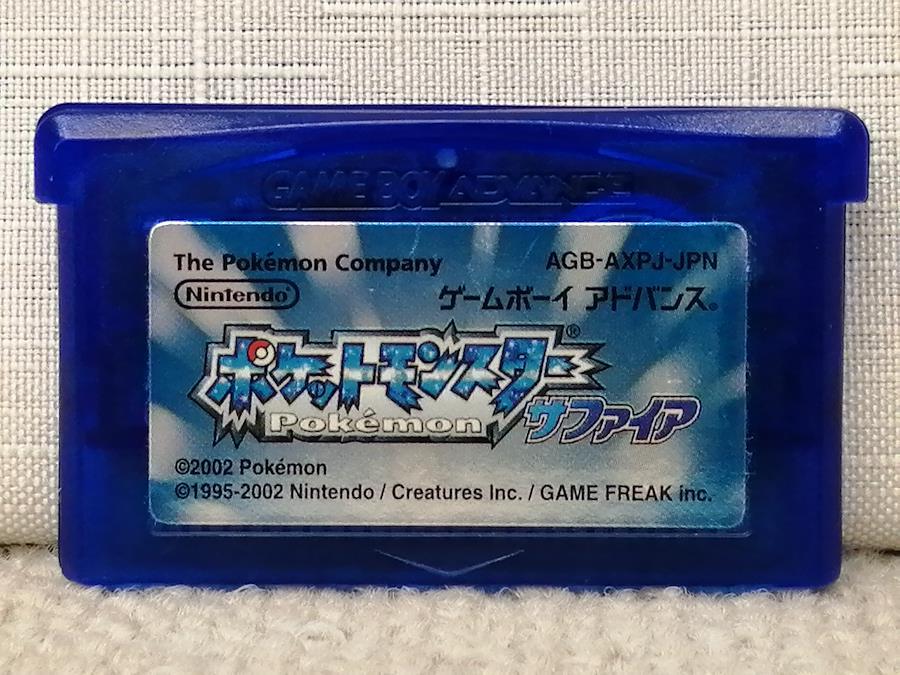 GAME BOY ADVANCE
The Pokémon Company
AGB-AXPJ-JPN
Nintendo®
ゲームボーイ アドバンス®
ポケットモンスター®
Pokémon
サファイア
©2002 Pokémon
©1995-2002 Nintendo / Creatures Inc. / GAME FREAK inc.